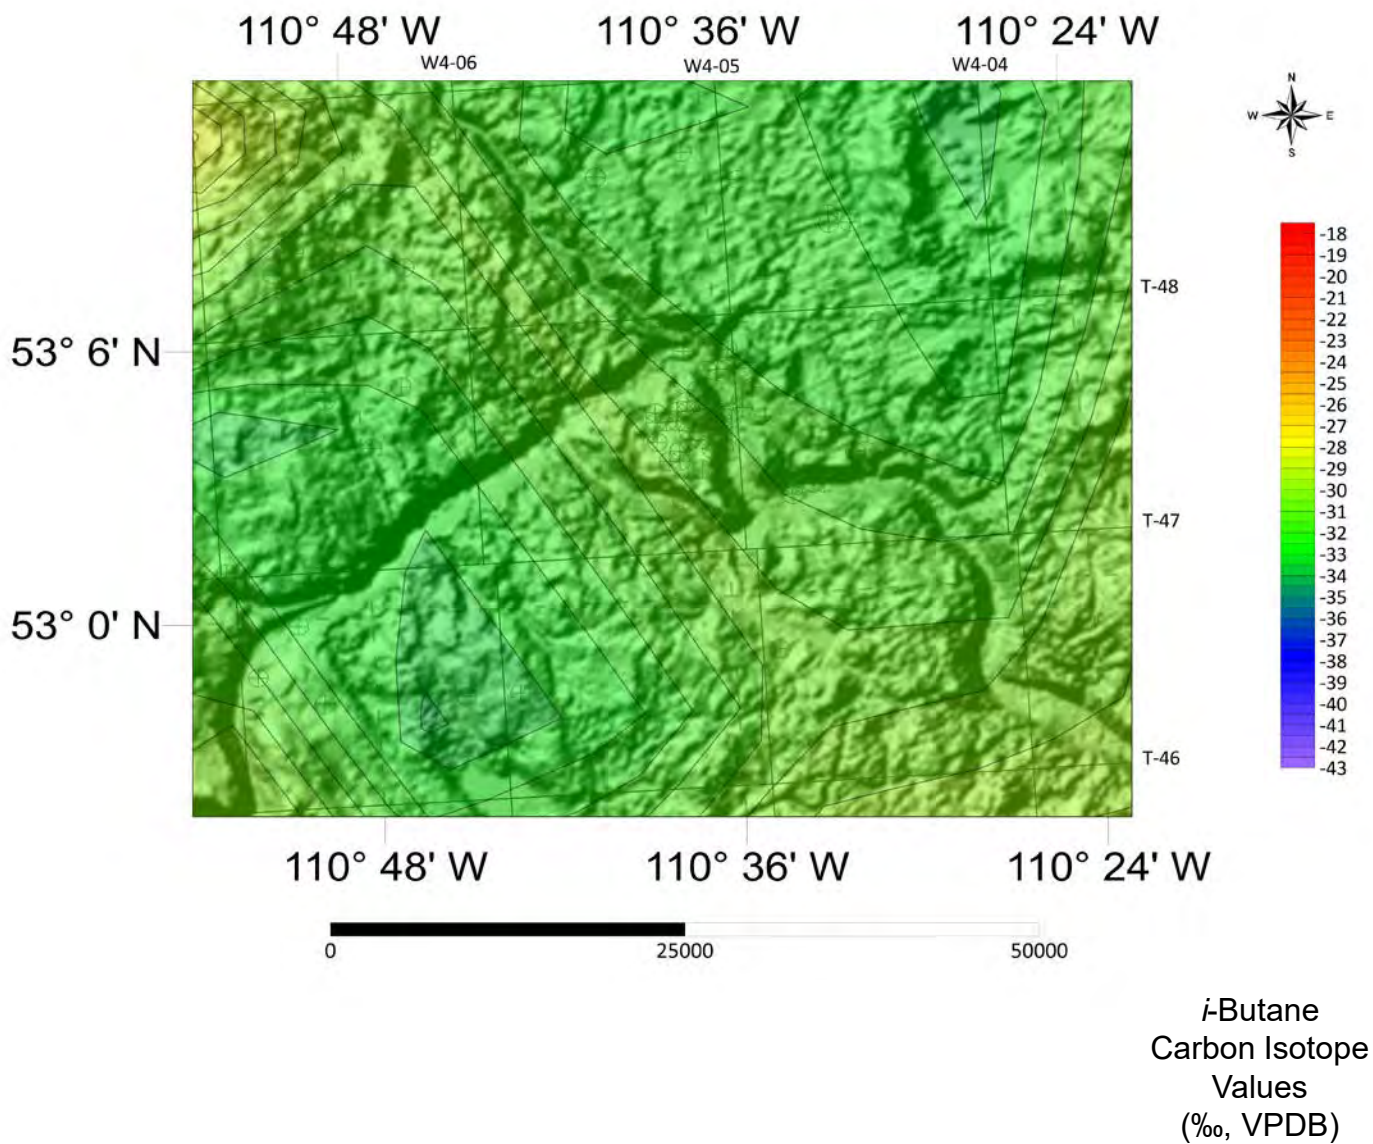 110° 48' W 110° 36' W 110° 24' W
W4-06 W4-05 W4-04
N
W E
S
-18
-19
-20
-21
-22
-23
-24
-25
-26
-27
-28
-29
-30
-31
-32
-33
-34
-35
-36
-37
-38
-39
-40
-41
-42
-43
T-48
53° 6' N
T-47
53° 0' N
T-46
110° 48' W 110° 36' W 110° 24' W
0 25000 50000
i-Butane
Carbon Isotope
Values
(‰, VPDB)